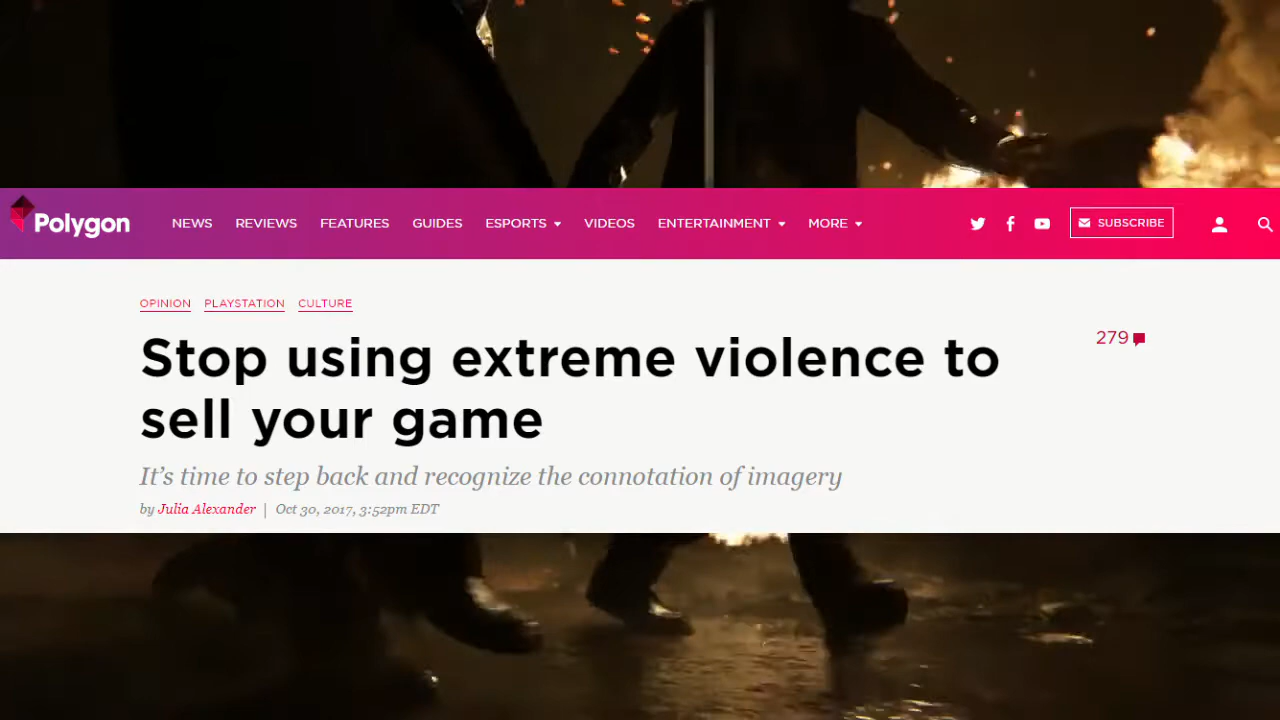 Polygon NEWS REVIEWS FEATURES GUIDES ESPORTS VIDEOS ENTERTAINMENT MORE SUBSCRIBE
OPINION PLAYSTATION CULTURE
Stop using extreme violence to
279
sell your game
It's time to step back and recognize the connotation of imagery
by Julia Alexander | Oct 30, 2017, 3:52pm EDT